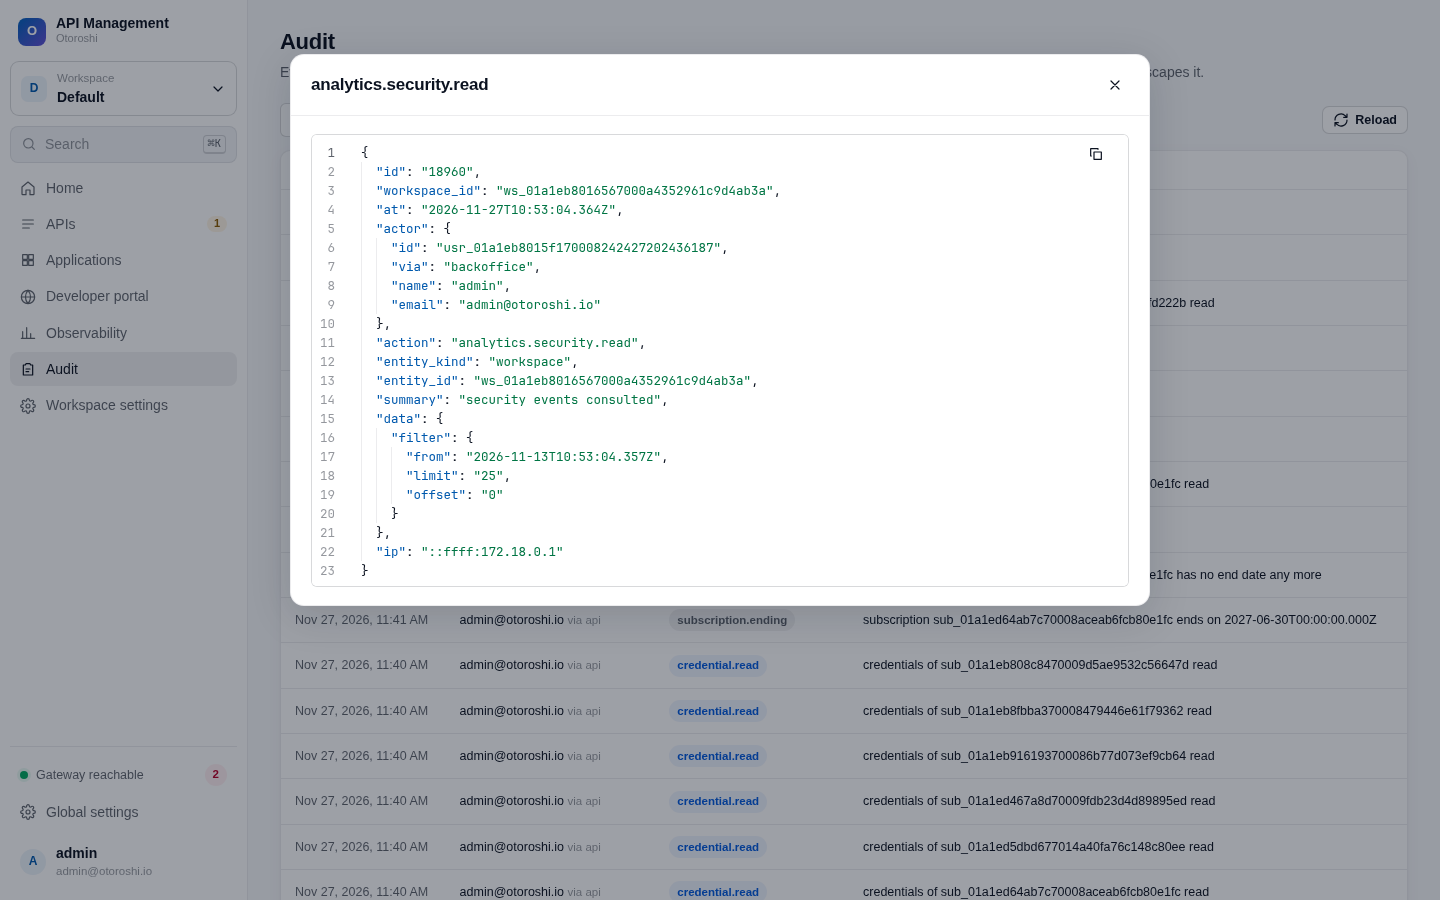 O
API Management
Otoroshi
D
Workspace
Default
Search
⌘K
Home
APIs
1
Applications
Developer portal
Observability
Audit
Workspace settings
Gateway reachable
2
Global settings
A
admin
admin@otoroshi.io
Audit
E
scapes it.
Reload
analytics.security.read
1 {
2 "id": "18960",
3 "workspace_id": "ws_01a1eb8016567000a4352961c9d4ab3a",
4 "at": "2026-11-27T10:53:04.364Z",
5 "actor": {
6 "id": "usr_01a1eb8015f170008242427202436187",
7 "via": "backoffice",
8 "name": "admin",
9 "email": "admin@otoroshi.io"
10 },
11 "action": "analytics.security.read",
12 "entity_kind": "workspace",
13 "entity_id": "ws_01a1eb8016567000a4352961c9d4ab3a",
14 "summary": "security events consulted",
15 "data": {
16 "filter": {
17 "from": "2026-11-13T10:53:04.357Z",
18 "limit": "25",
19 "offset": "0"
20 }
21 },
22 "ip": "::ffff:172.18.0.1"
23 }
fd222b read
0e1fc read
e1fc has no end date any more
Nov 27, 2026, 11:41 AM admin@otoroshi.io via api subscription.ending subscription sub_01a1ed64ab7c70008aceab6fcb80e1fc ends on 2027-06-30T00:00:00.000Z
Nov 27, 2026, 11:40 AM admin@otoroshi.io via api credential.read credentials of sub_01a1eb808c8470009d5ae9532c56647d read
Nov 27, 2026, 11:40 AM admin@otoroshi.io via api credential.read credentials of sub_01a1eb8fbba370008479446e61f79362 read
Nov 27, 2026, 11:40 AM admin@otoroshi.io via api credential.read credentials of sub_01a1eb916193700086b77d073ef9cb64 read
Nov 27, 2026, 11:40 AM admin@otoroshi.io via api credential.read credentials of sub_01a1ed467a8d70009fdb23d4d89895ed read
Nov 27, 2026, 11:40 AM admin@otoroshi.io via api credential.read credentials of sub_01a1ed5dbd677014a40fa76c148c80ee read
Nov 27, 2026, 11:40 AM admin@otoroshi.io via api credential.read credentials of sub_01a1ed64ab7c70008aceab6fcb80e1fc read